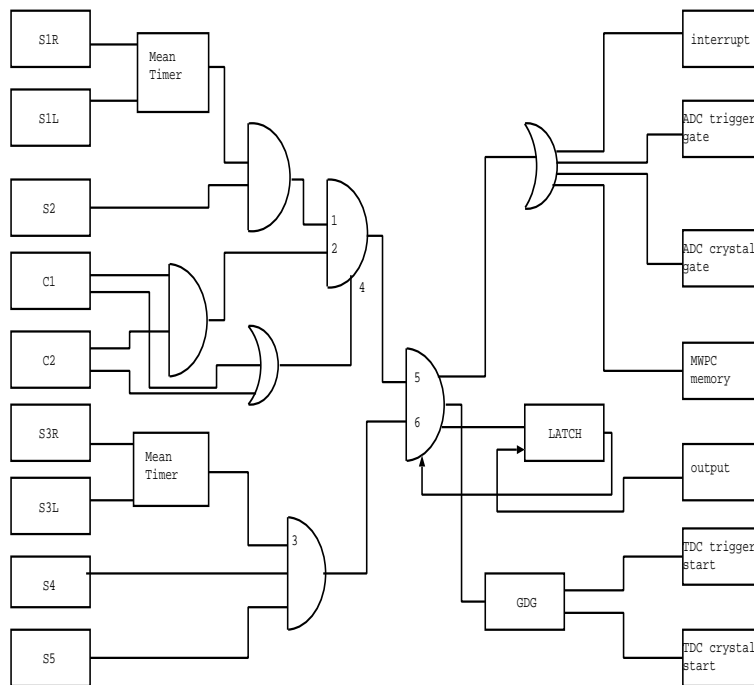 S1R
Mean
Timer
S1L
S2
C1
C2
S3R
Mean
Timer
S3L
S4
S5
1
2
4
3
5
6
LATCH
GDG
interrupt
ADC trigger
gate
ADC crystal
gate
MWPC
memory
output
TDC trigger
start
TDC crystal
start